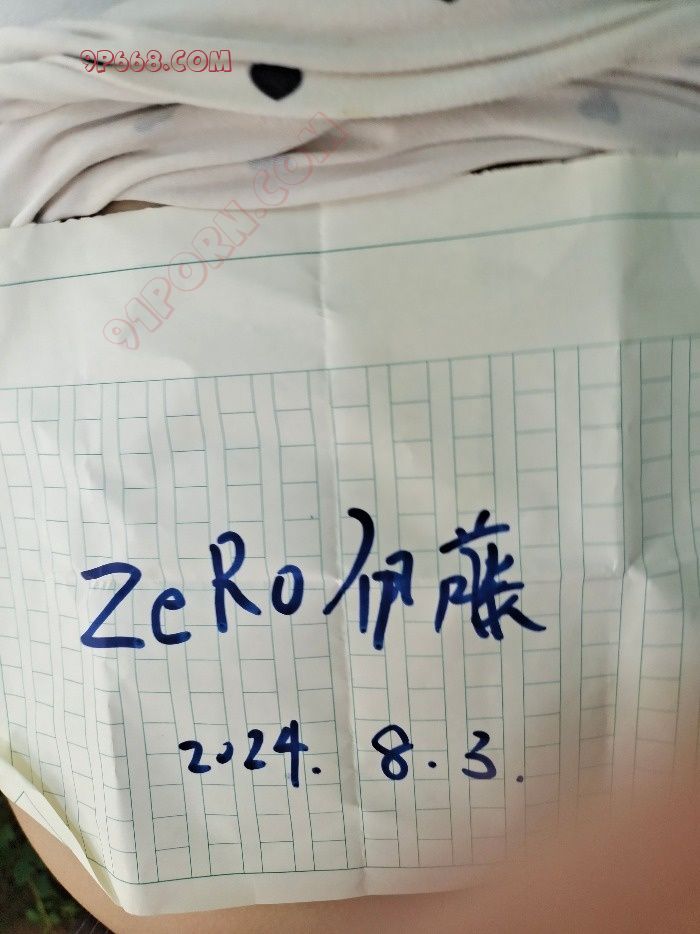 9P668.COM
91PORN.COM
ZeRo伊藤
2024. 8. 3.